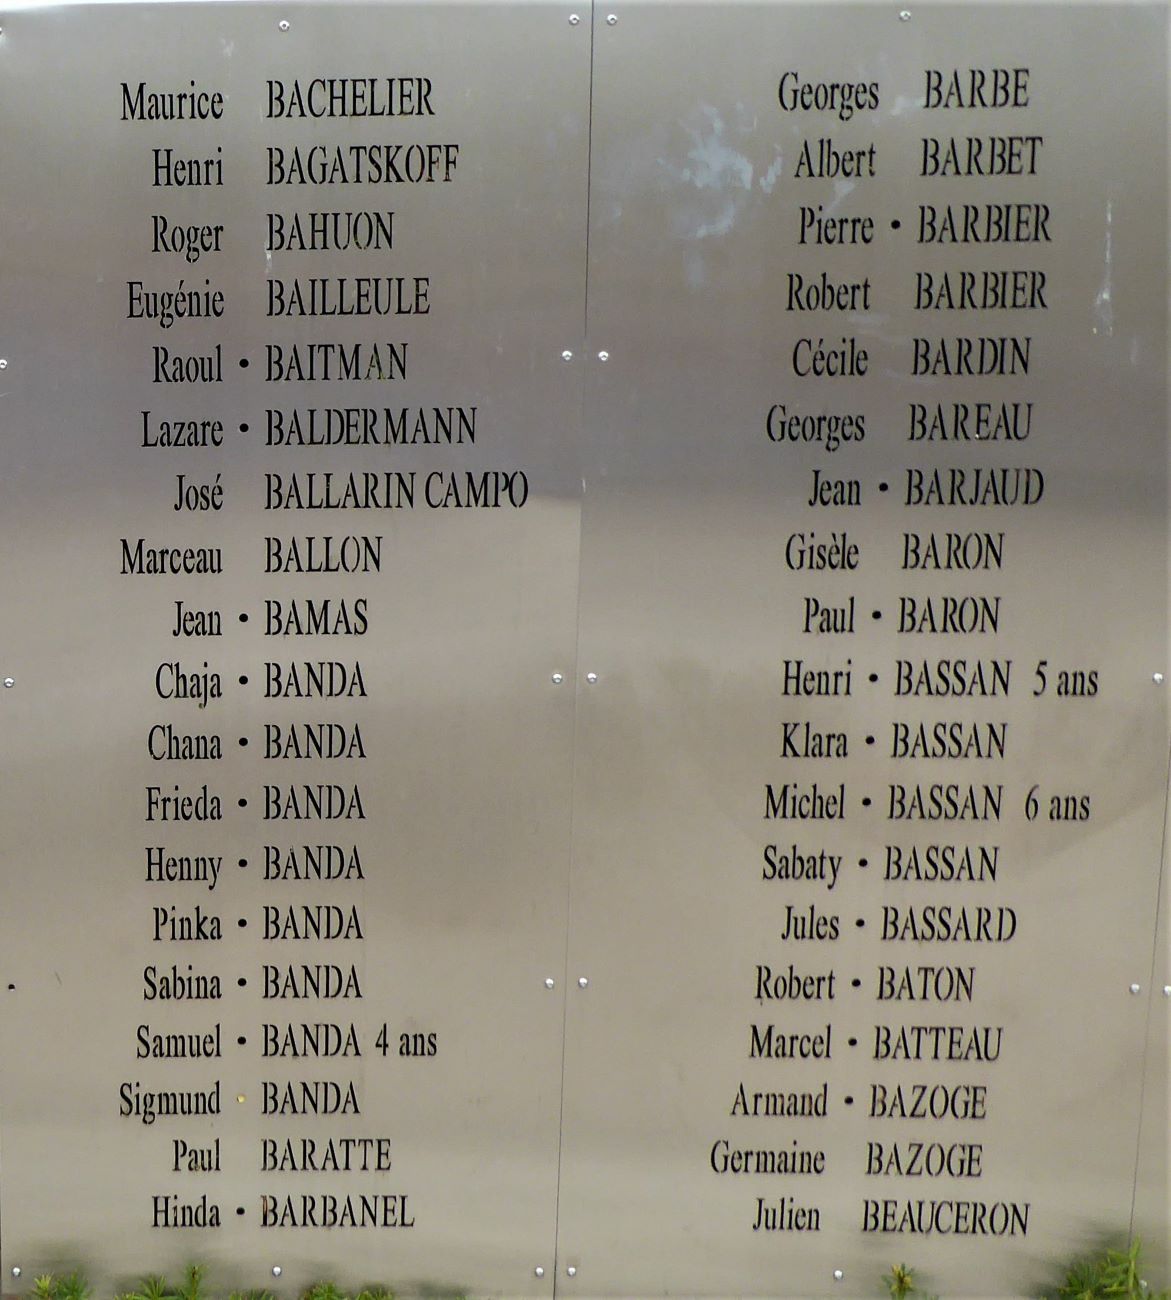 Maurice BACHELIER
Henri BAGATSKOFF
Roger BAHUON
Eugénie BAILLEULE
Raoul • BAITMAN
Lazare • BALDERMANN
José BALLARIN CAMPO
Marceau BALLON
Jean • BAMAS
Chaja • BANDA
Chana • BANDA
Frieda • BANDA
Henny • BANDA
Pinka • BANDA
Sabina • BANDA
Samuel • BANDA 4 ans
Sigmund • BANDA
Paul BARATTE
Hinda • BARBANEL
Georges BARBE
Albert BARBET
Pierre • BARBIER
Robert BARBIER
Cécile BARDIN
Georges BAREAU
Jean • BARJAUD
Gisèle BARON
Paul • BARON
Henri • BASSAN 5 ans
Klara • BASSAN
Michel • BASSAN 6 ans
Sabaty • BASSAN
Jules • BASSARD
Robert • BATON
Marcel • BATTEAU
Armand • BAZOGE
Germaine BAZOGE
Julien BEAUCERON